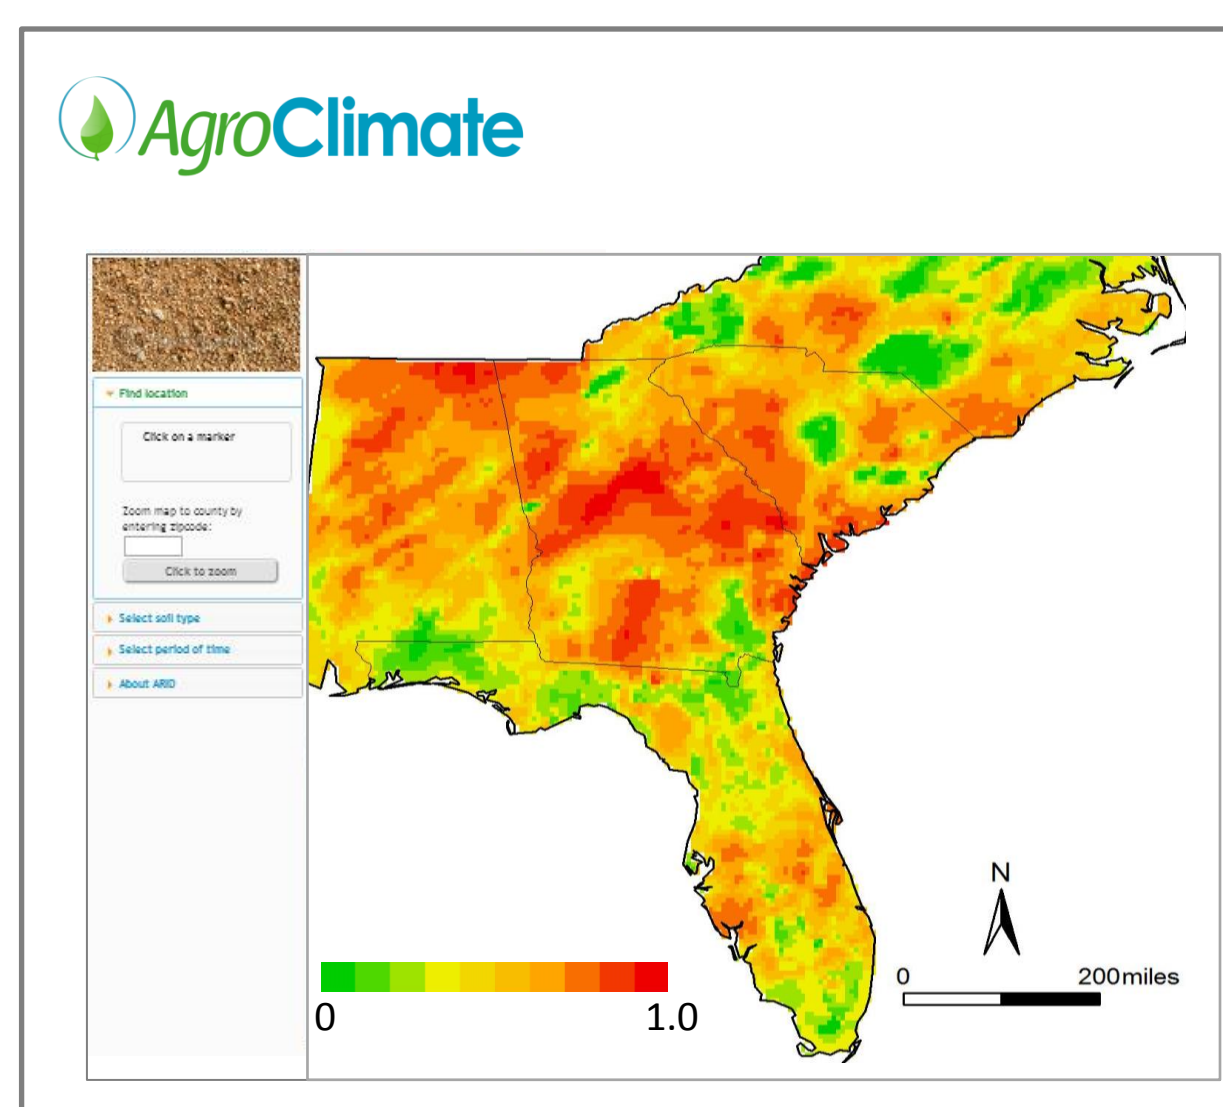 AgroClimate
Find location
Click on a marker
Zoom map to county by
entering zipcode:
Click to zoom
Select soil type
Select period of time
About ARID
N
0 200miles
0 1.0